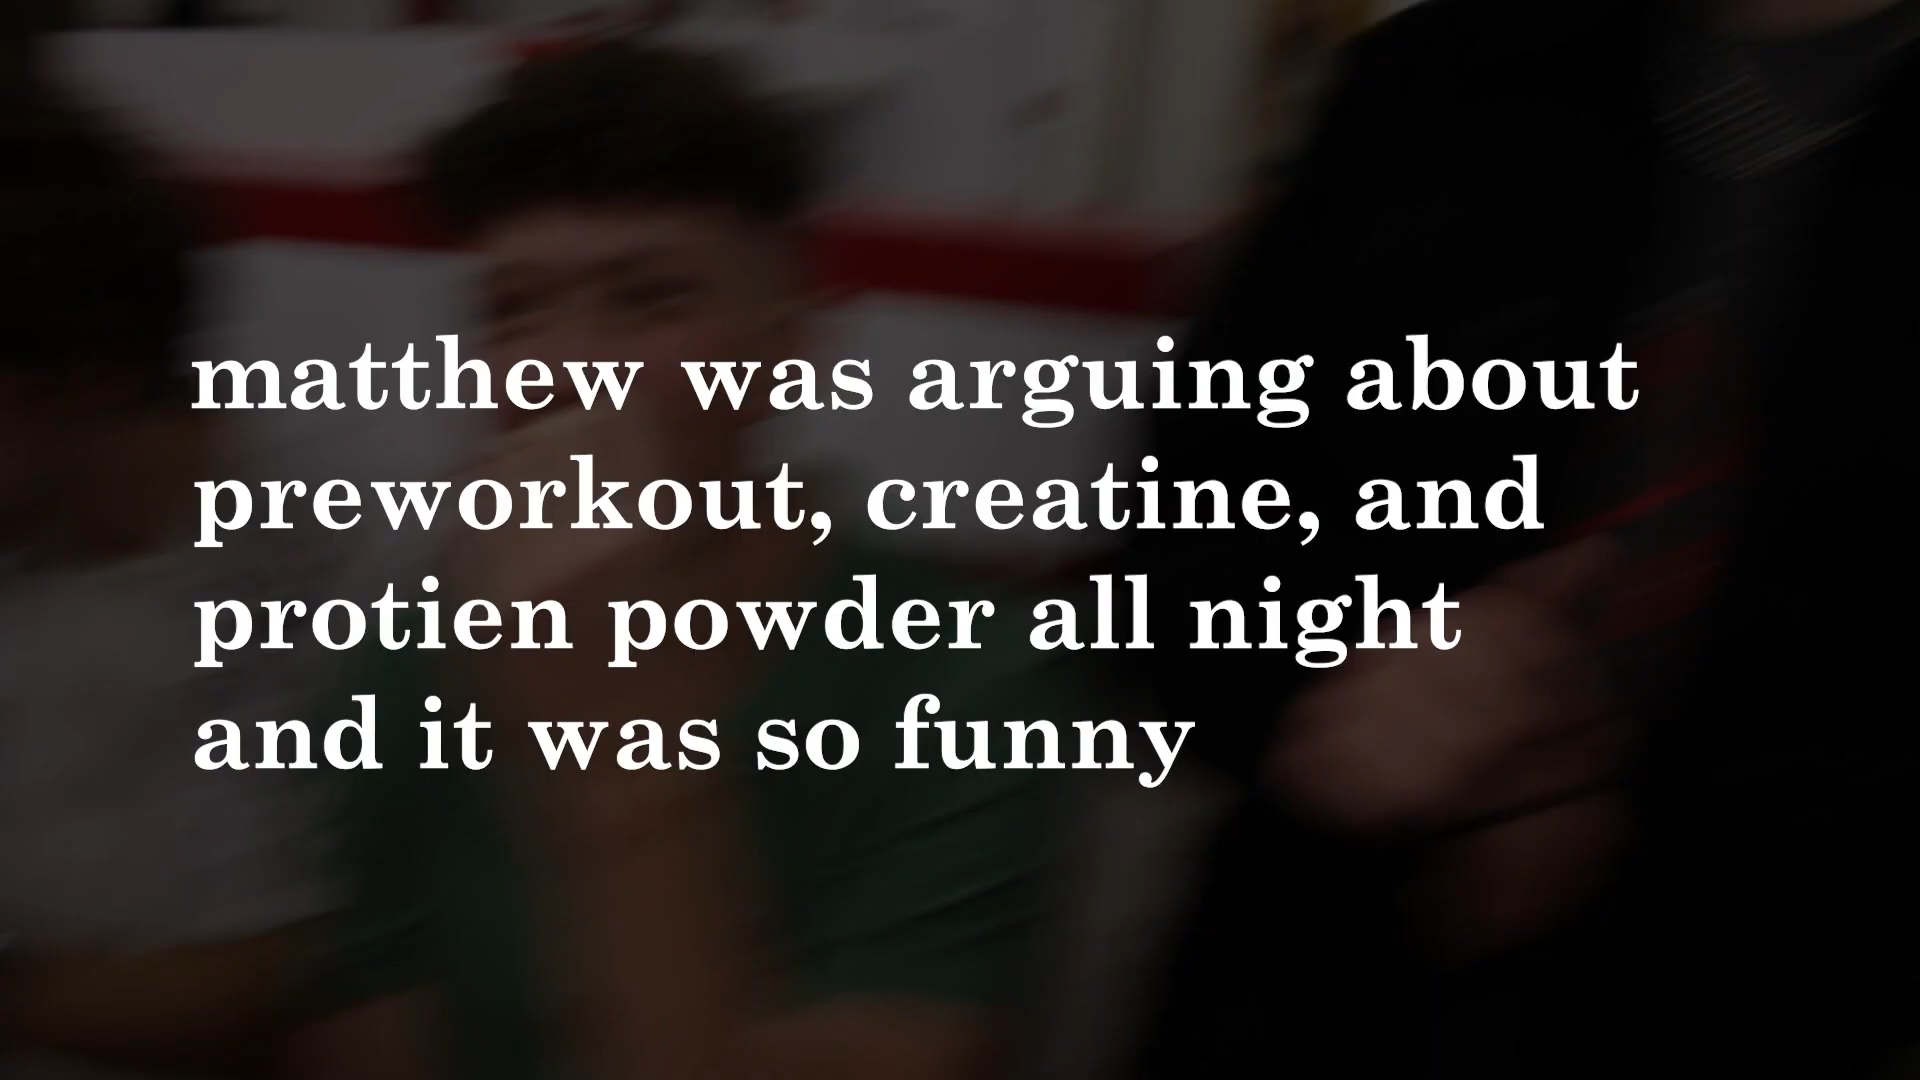 matthew was arguing about
preworkout, creatine, and
protien powder all night
and it was so funny